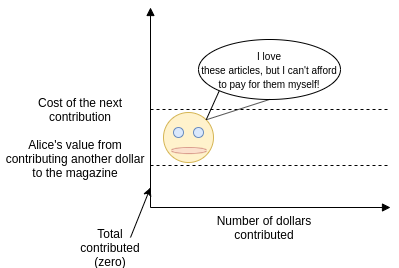 I love
these articles, but I can't afford
to pay for them myself!
Cost of the next
contribution
Alice's value from
contributing another dollar
to the magazine
Number of dollars
contributed
Total
contributed
(zero)